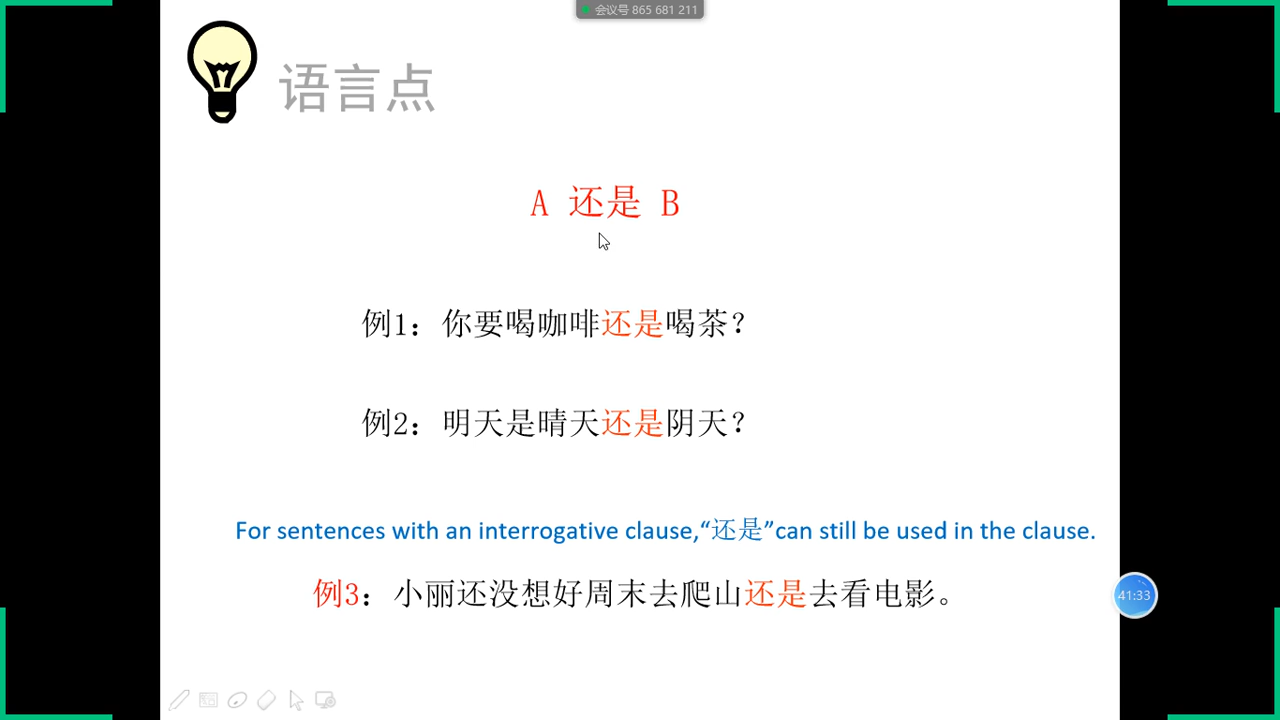 会议号 865 681 211
语言点
A 还是 B
例1：你要喝咖啡还是喝茶？
例2：明天是晴天还是阴天？
For sentences with an interrogative clause,“还是”can still be used in the clause.
例3：小丽还没想好周末去爬山还是去看电影。
41:33